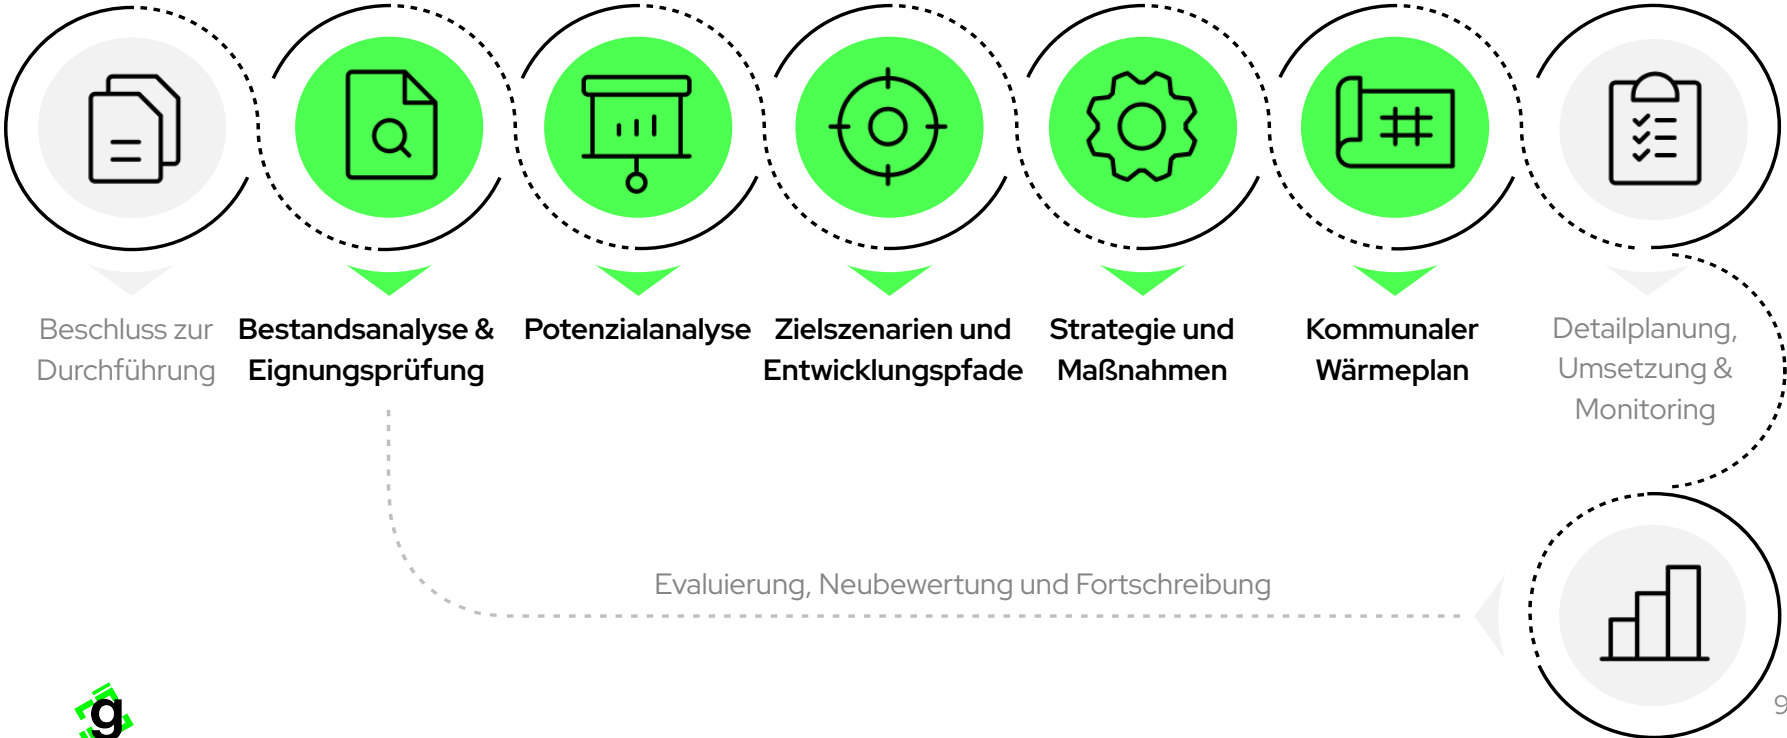 Beschluss zur
Durchführung
Bestandsanalyse &
Eignungsprüfung
Potenzialanalyse
Zielszenarien und
Entwicklungspfade
Strategie und
Maßnahmen
Kommunaler
Wärmeplan
Detailplanung,
Umsetzung &
Monitoring
Evaluierung, Neubewertung und Fortschreibung
g
9